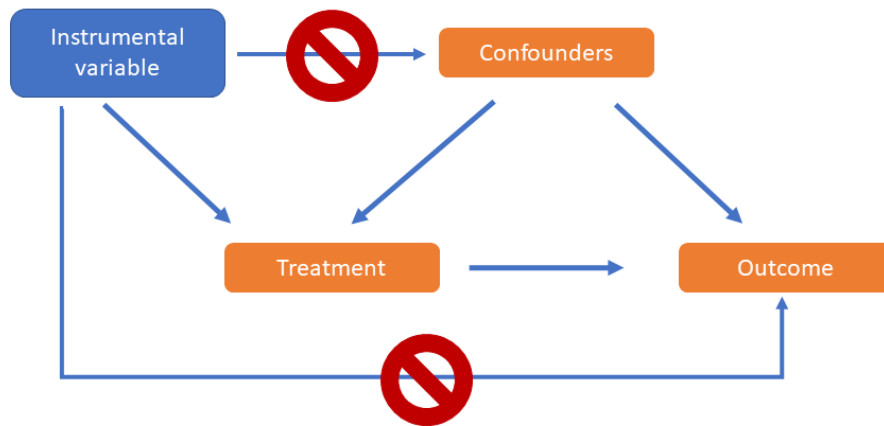 Instrumental
variable
Confounders
Treatment
Outcome